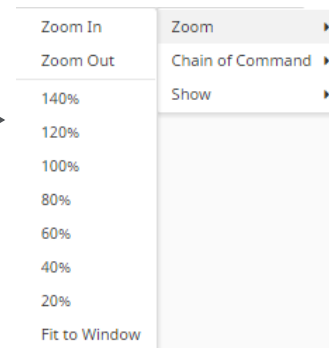 Zoom In
Zoom Out
140%
120%
100%
80%
60%
40%
20%
Fit to Window
Zoom
Chain of Command
Show